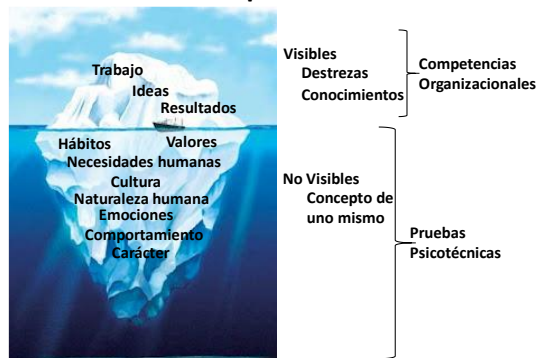 Trabajo
Ideas
Resultados
Hábitos
Valores
Necesidades humanas
Cultura
Naturaleza humana
Emociones
Comportamiento
Carácter
Visibles
Destrezas
Conocimientos
Competencias
Organizacionales
No Visibles
Concepto de
uno mismo
Pruebas
Psicotécnicas